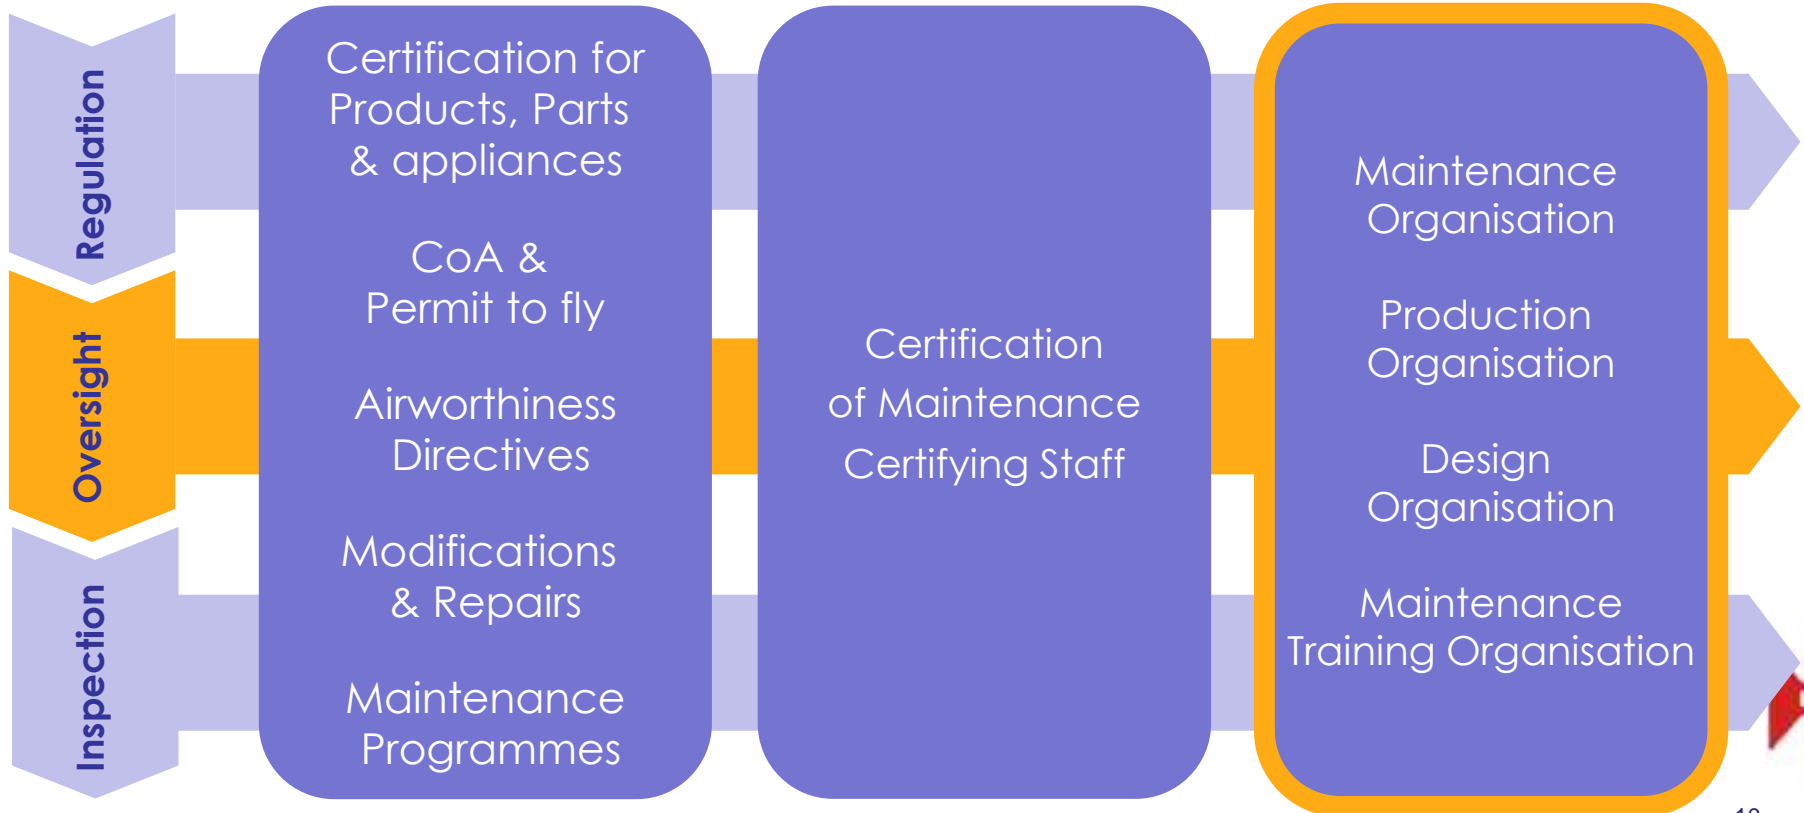 Regulation
Oversight
Inspection
Certification for
Products, Parts
& appliances
CoA &
Permit to fly
Airworthiness
Directives
Modifications
& Repairs
Maintenance
Programmes
Certification
of Maintenance
Certifying Staff
Maintenance
Organisation
Production
Organisation
Design
Organisation
Maintenance
Training Organisation